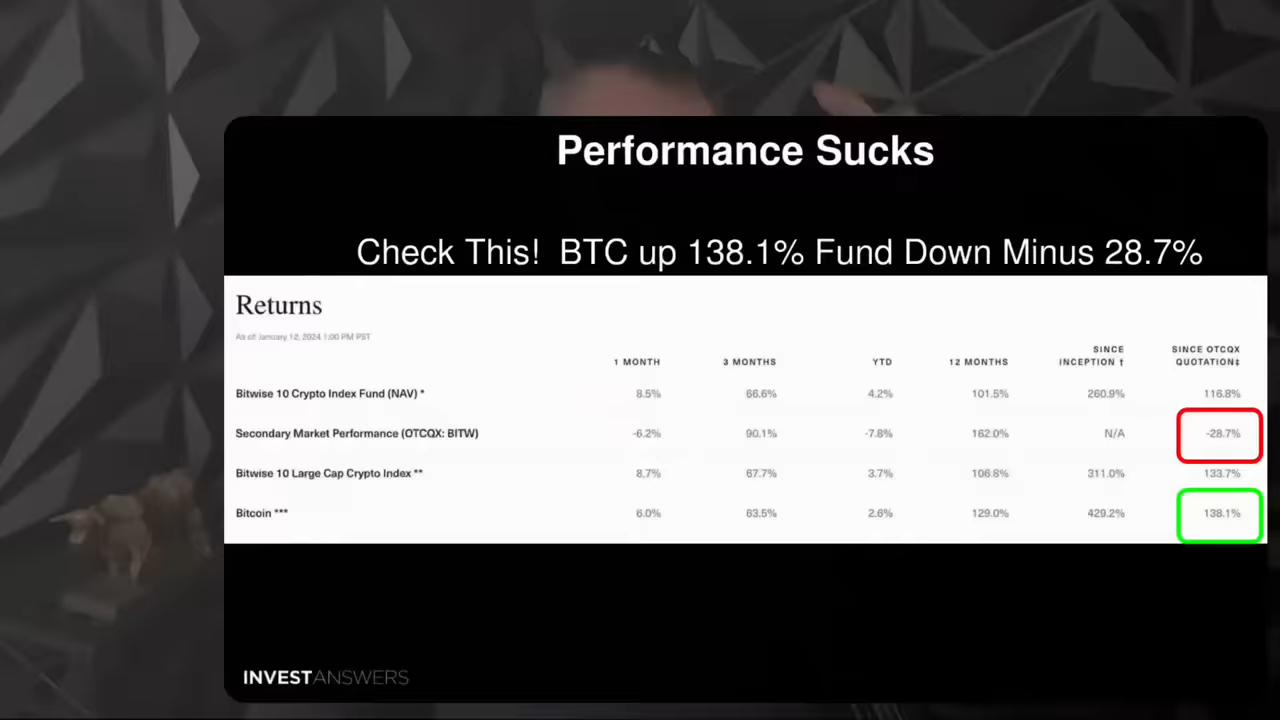 Performance Sucks
Check This! BTC up 138.1% Fund Down Minus 28.7%
Returns
As of January 12, 2024 1:00 PM PST
1 MONTH 3 MONTHS YTD 12 MONTHS SINCE INCEPTION † SINCE OTCQX QUOTATION‡
Bitwise 10 Crypto Index Fund (NAV) * 8.5% 66.6% 4.2% 101.5% 260.9% 116.8%
Secondary Market Performance (OTCQX: BITW) -6.2% 90.1% -7.8% 162.0% N/A -28.7%
Bitwise 10 Large Cap Crypto Index ** 8.7% 67.7% 3.7% 106.8% 311.0% 133.7%
Bitcoin *** 6.0% 63.5% 2.6% 129.0% 429.2% 138.1%
INVESTANSWERS